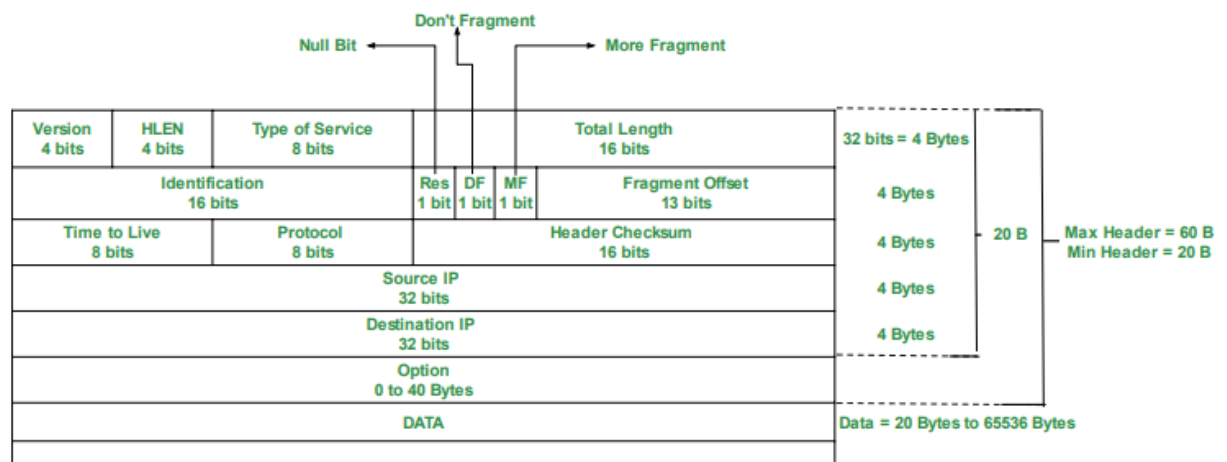 Don't Fragment
Null Bit
More Fragment
Version
4 bits
HLEN
4 bits
Type of Service
8 bits
Total Length
16 bits
32 bits = 4 Bytes
Identification
16 bits
Res
1 bit
DF
1 bit
MF
1 bit
Fragment Offset
13 bits
4 Bytes
Time to Live
8 bits
Protocol
8 bits
Header Checksum
16 bits
4 Bytes
20 B
Max Header = 60 B
Min Header = 20 B
Source IP
32 bits
4 Bytes
Destination IP
32 bits
4 Bytes
Option
0 to 40 Bytes
DATA
Data = 20 Bytes to 65536 Bytes